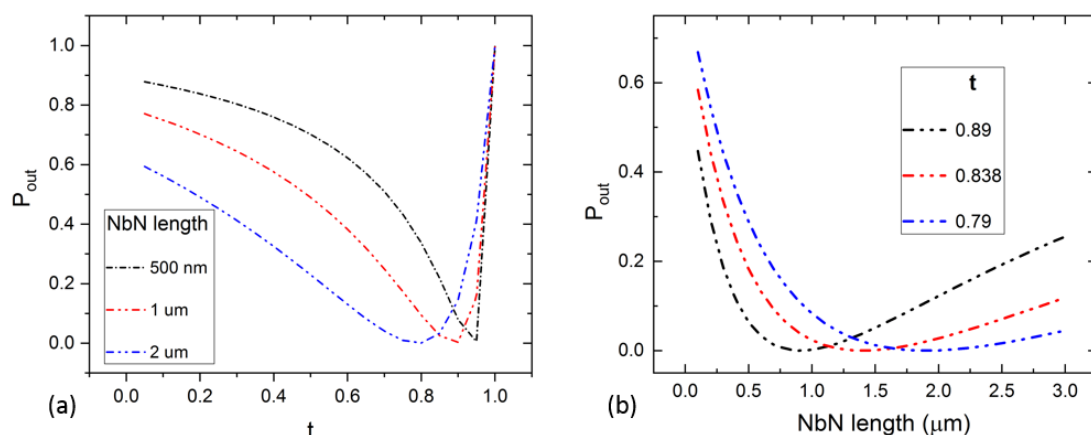 1.0
0.8
0.6
0.4
0.2
0.0
P_out
NbN length
500 nm
1 um
2 um
0.0 0.2 0.4 0.6 0.8 1.0
(a)
t
0.6
0.4
0.2
0.0
P_out
t
0.89
0.838
0.79
0.0 0.5 1.0 1.5 2.0 2.5 3.0
(b)
NbN length (μm)